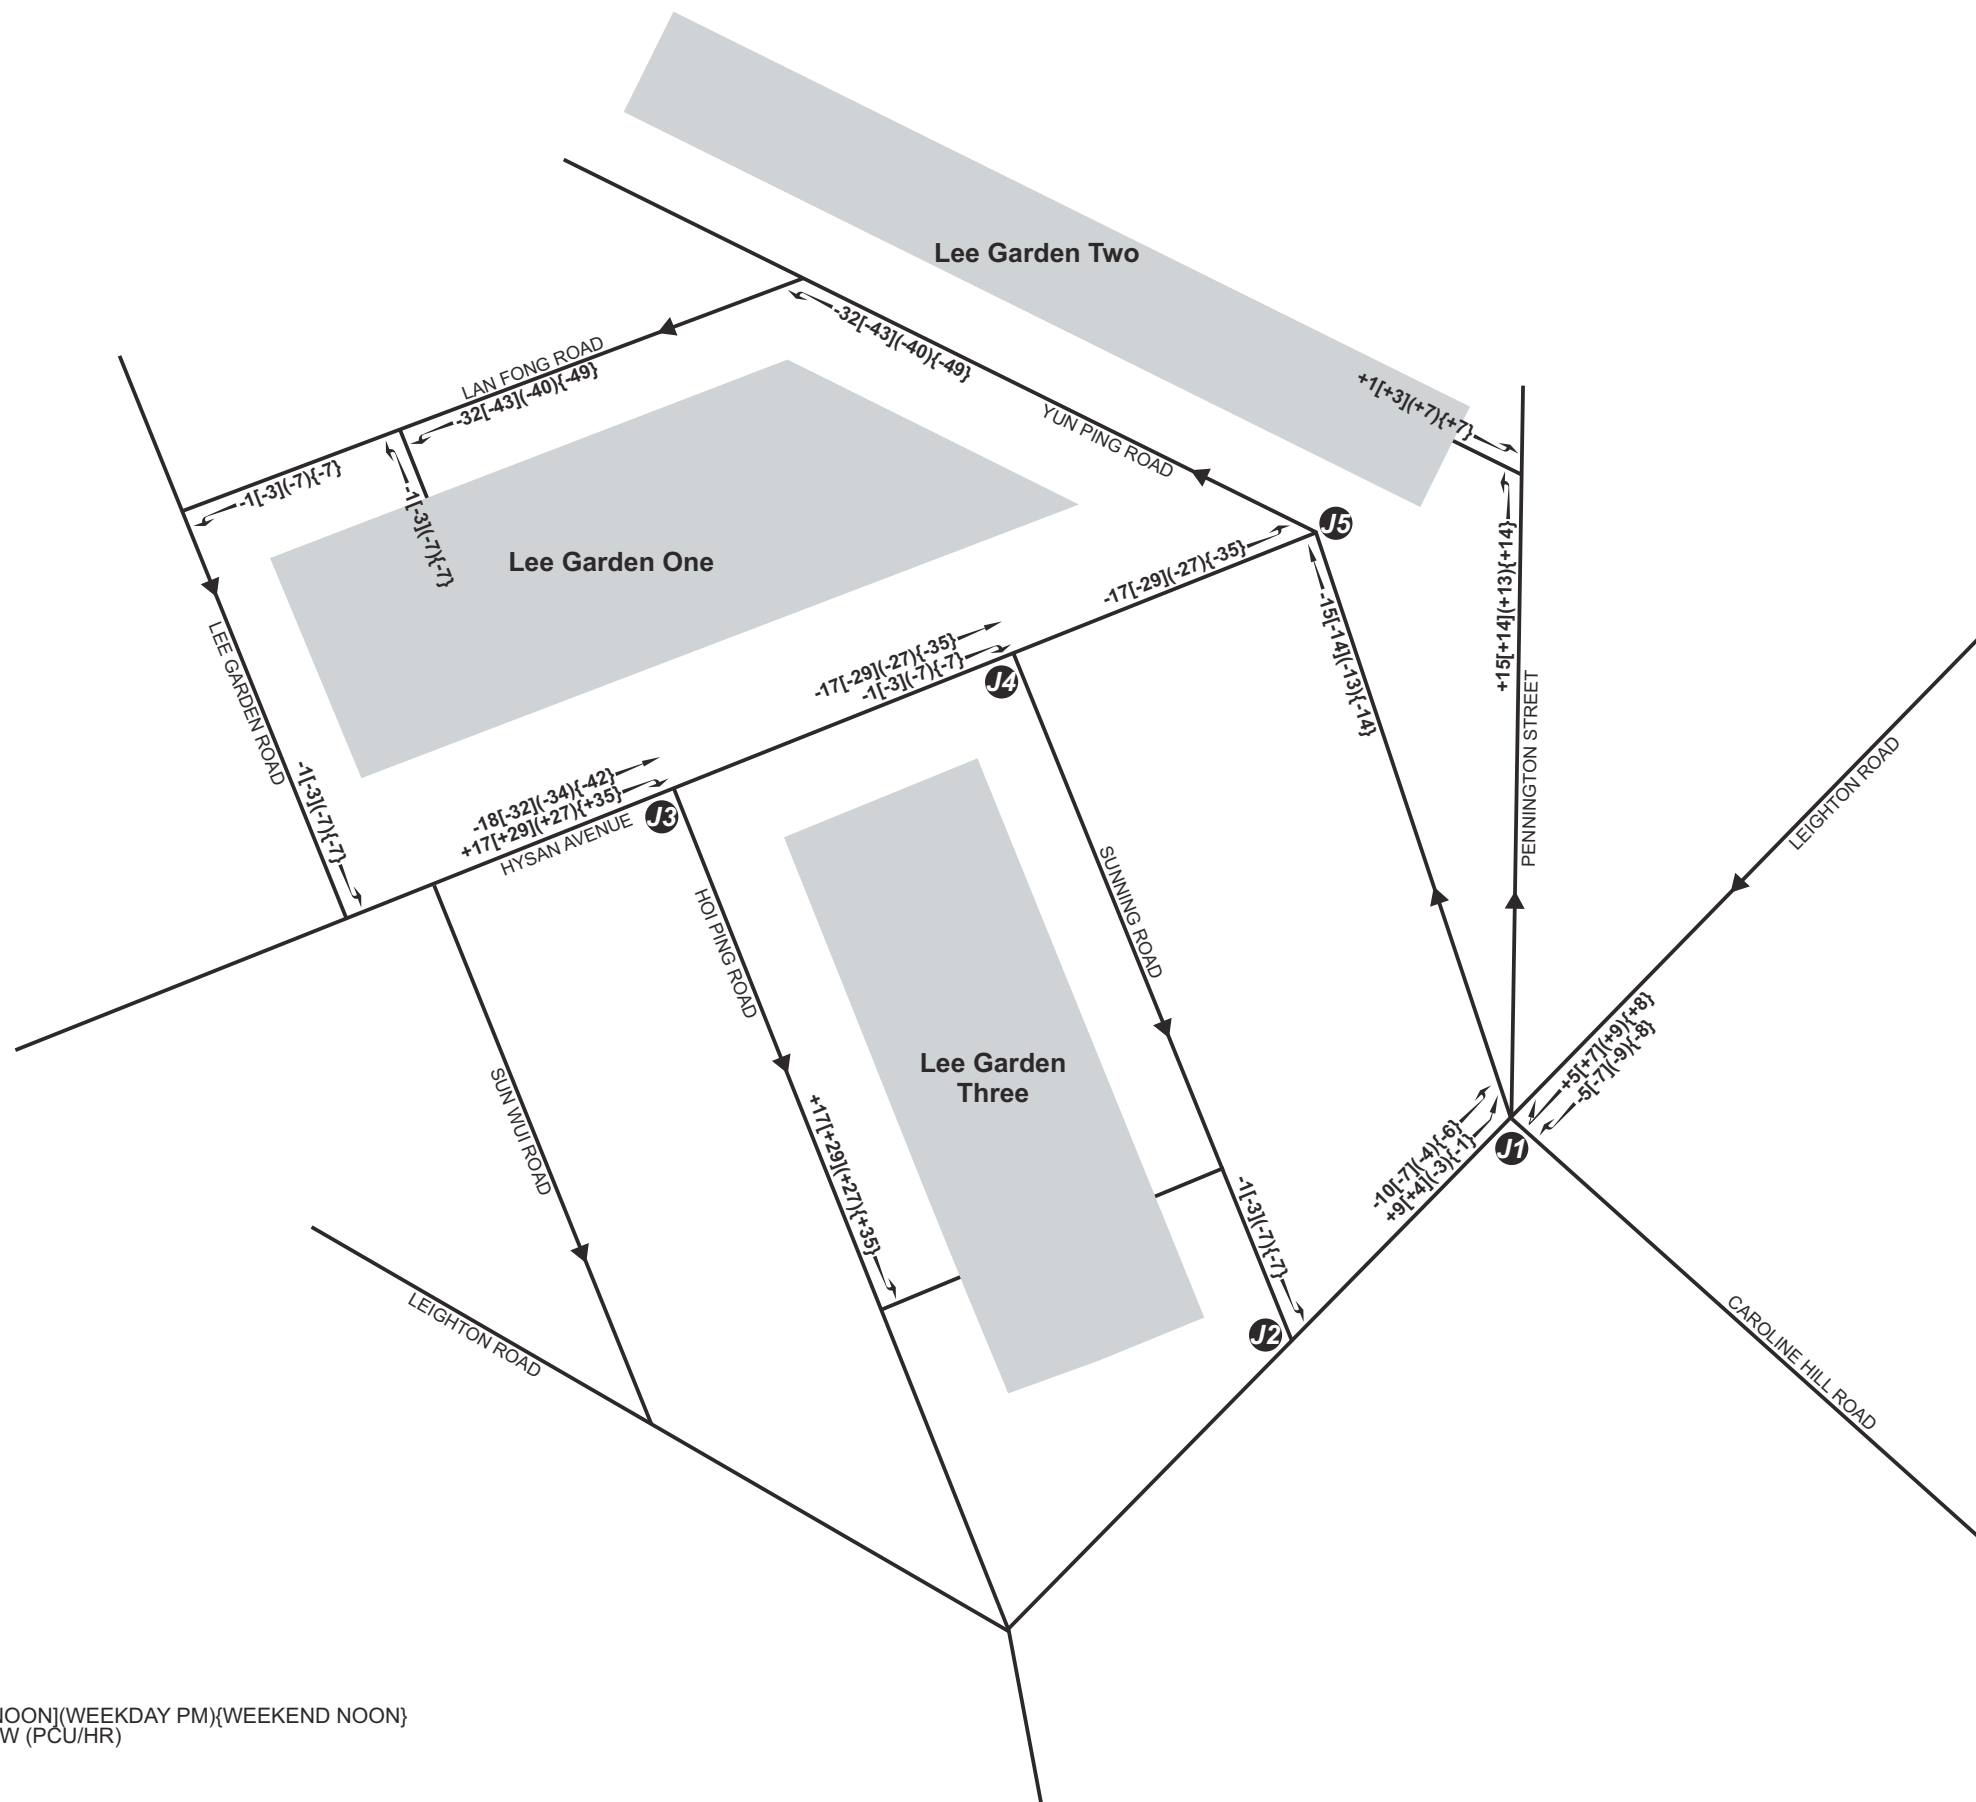 Lee Garden Two
-32[-43](-40){-49}
LAN FONG ROAD
-32[-43](-40){-49}
+1[+3](+7){+7}
YUN PING ROAD
-1[-3](-7){-7}
-1[-3](-7){-7}
J5
Lee Garden One
-17[-29](-27){-35}
+15[+14](+13){+14}
-15[-14](-13){-14}
LEE GARDEN ROAD
-17[-29](-27){-35}
-1[-3](-7){-7}
J4
PENNINGTON STREET
LEIGHTON ROAD
-1[-3](-7){-7}
-18[-32](-34){-42}
+17[+29](+27){+35}
J3
HYSAN AVENUE
HOI PING ROAD
SUNNING ROAD
+5[+7](+9){+8}
-5[-7](-9){-8}
Lee Garden
Three
SUN WUI ROAD
+17[+29](+27){+35}
-10[-7](-4){-6}
+9[+4](-3){-1}
J1
-1[-3](-7){-7}
J2
LEIGHTON ROAD
CAROLINE HILL ROAD
NOON](WEEKDAY PM){WEEKEND NOON}
W (PCU/HR)